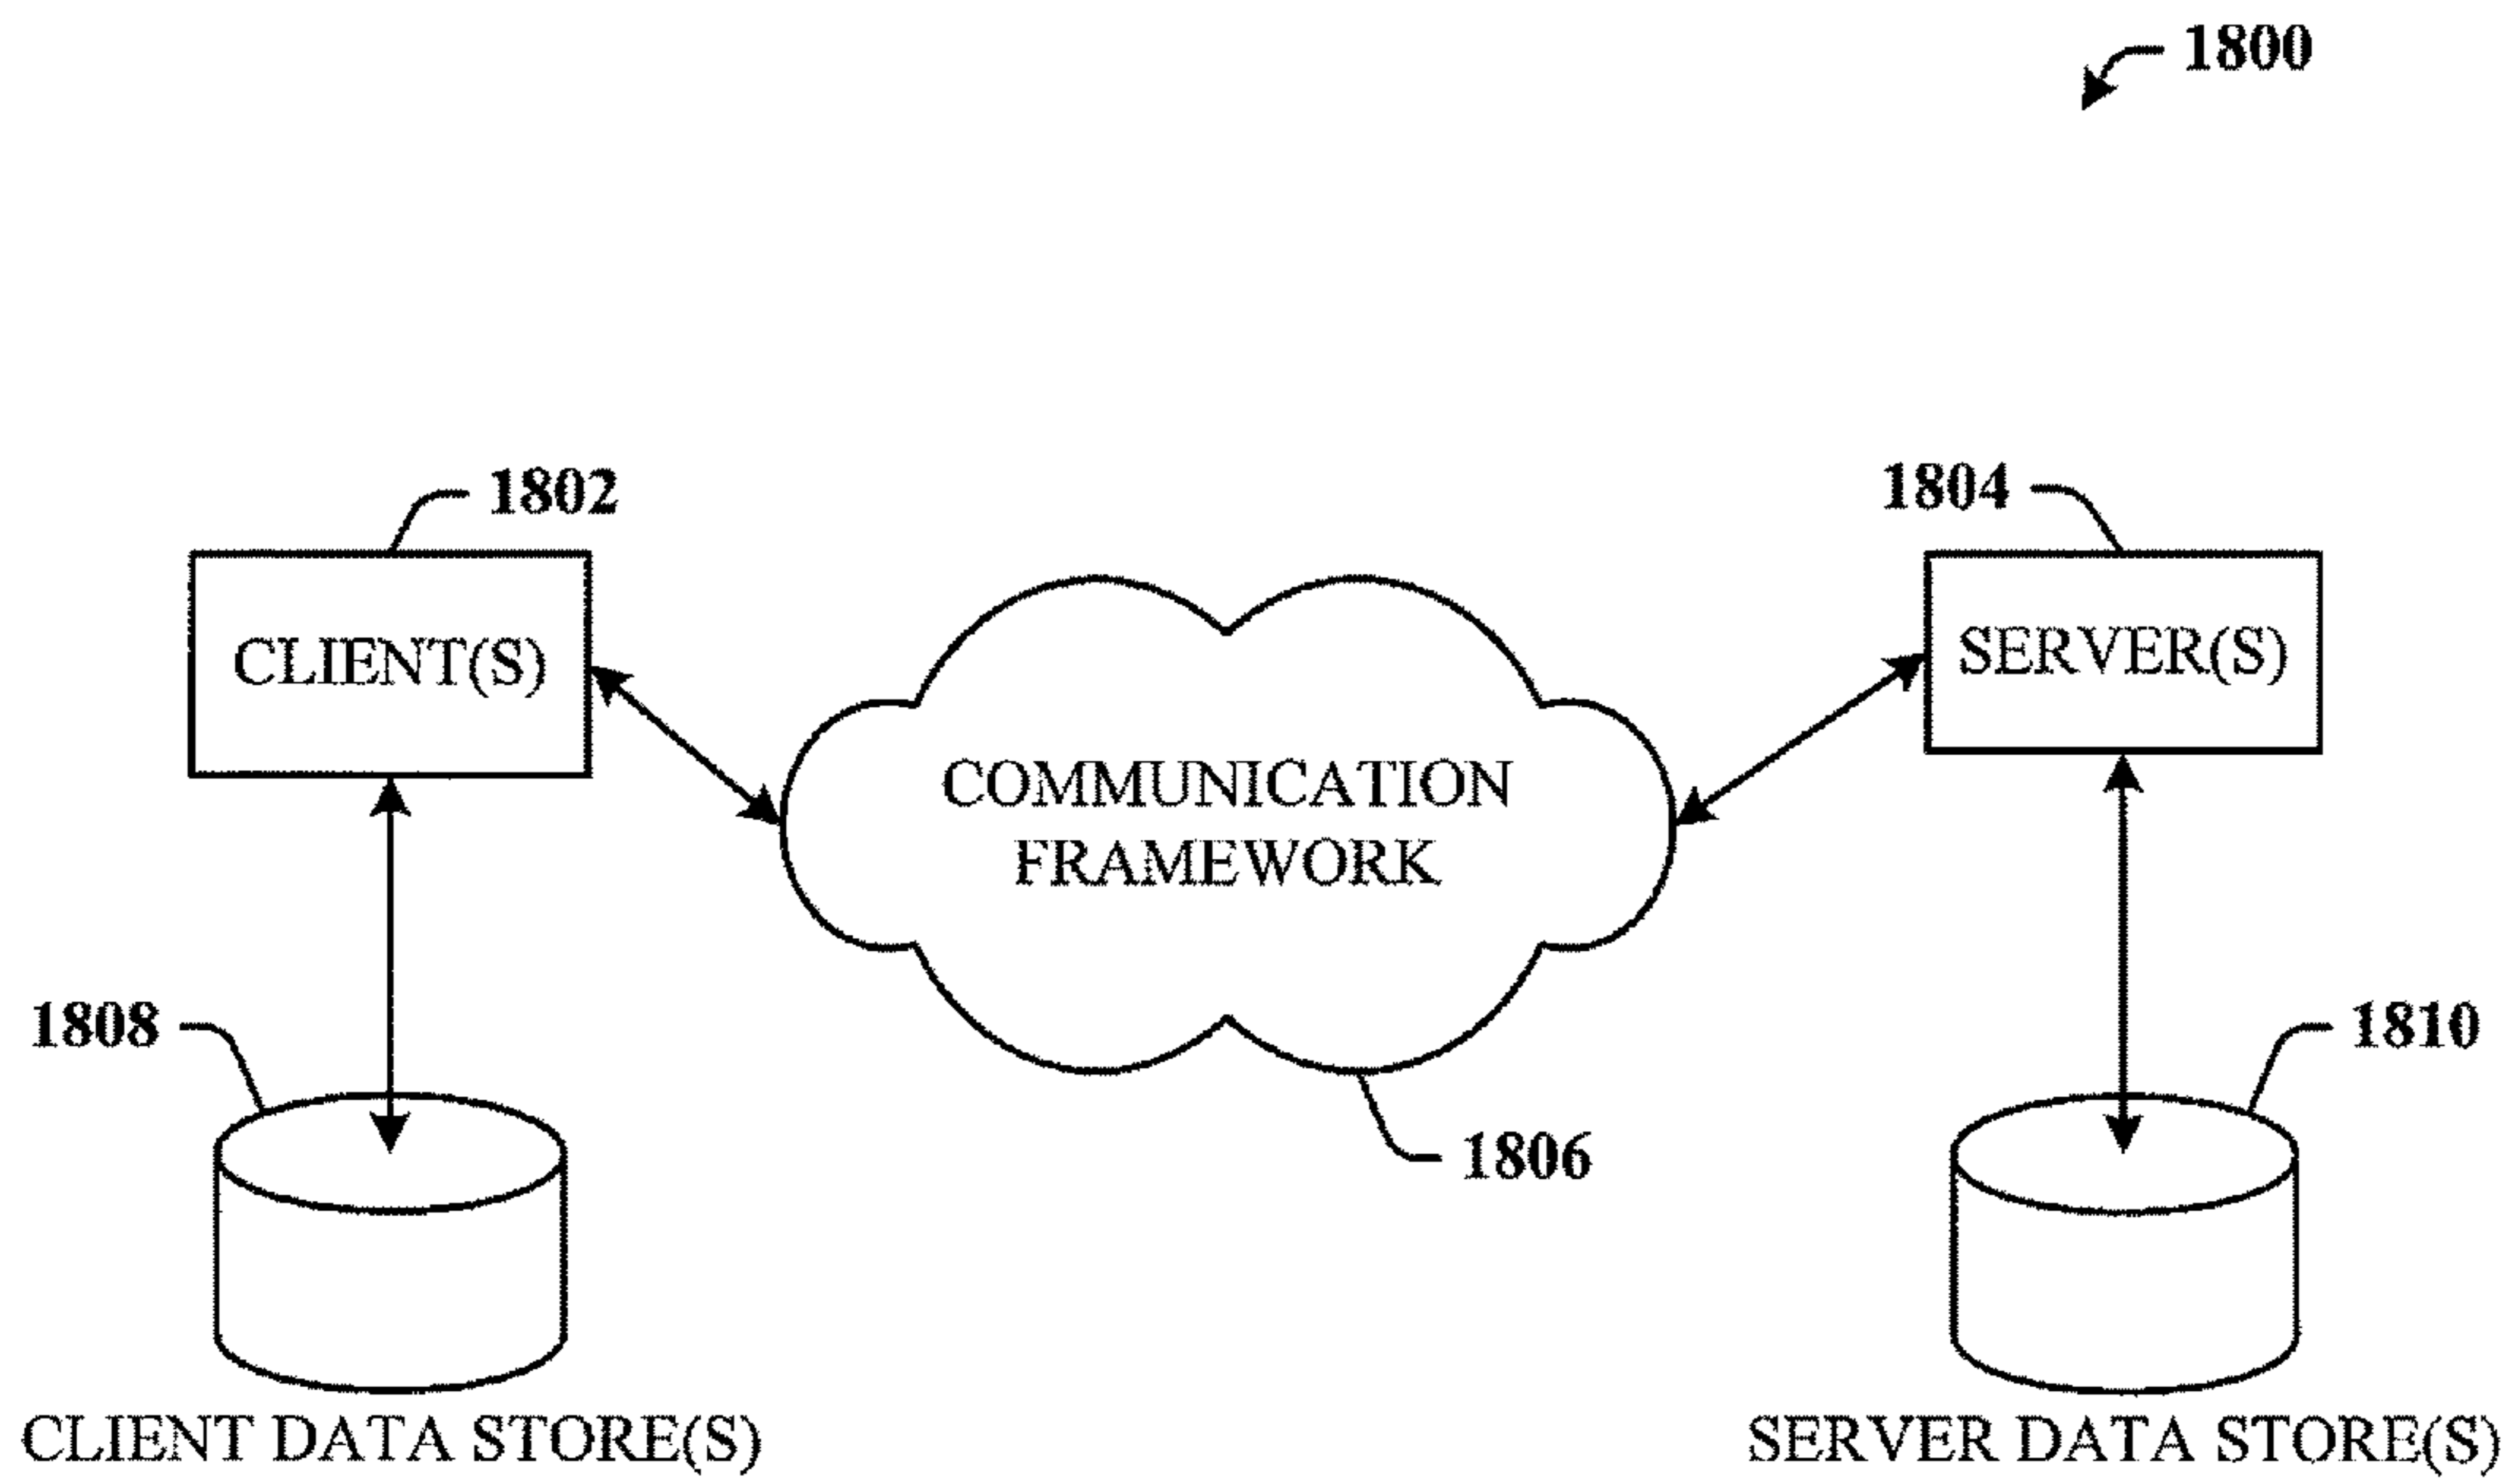 1800
1802
1804
CLIENT(S)
SERVER(S)
COMMUNICATION
FRAMEWORK
1808
1810
1806
CLIENT DATA STORE(S)
SERVER DATA STORE(S)